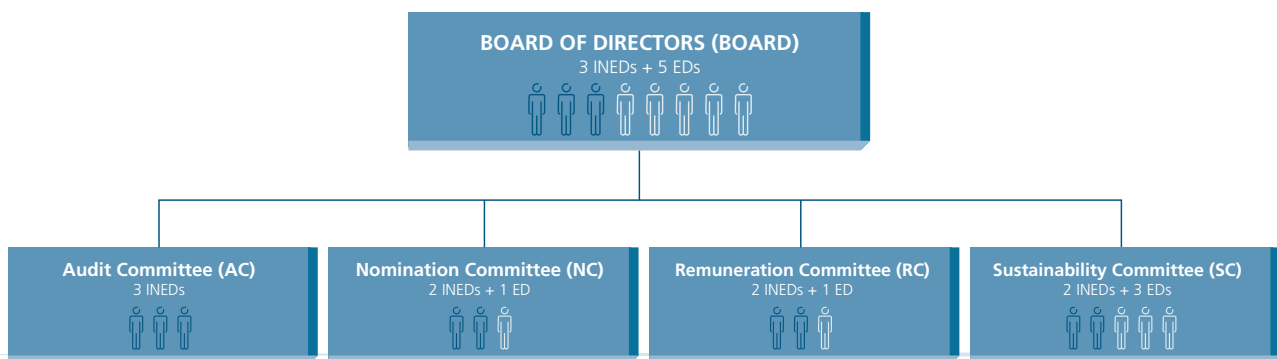 BOARD OF DIRECTORS (BOARD)
3 INEDs + 5 EDs
Audit Committee (AC)
3 INEDs
Nomination Committee (NC)
2 INEDs + 1 ED
Remuneration Committee (RC)
2 INEDs + 1 ED
Sustainability Committee (SC)
2 INEDs + 3 EDs